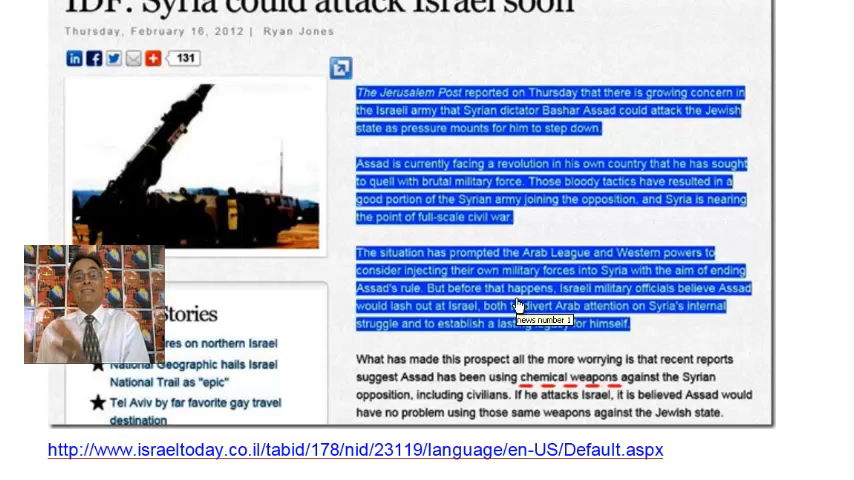 IDF: Syria could attack Israel soon
Thursday, February 16, 2012 | Ryan Jones
131
The Jerusalem Post reported on Thursday that there is growing concern in
the Israeli army that Syrian dictator Bashar Assad could attack the Jewish
state as pressure mounts for him to step down.
Assad is currently facing a revolution in his own country that he has sought
to quell with brutal military force. Those bloody tactics have resulted in a
good portion of the Syrian army joining the opposition, and Syria is nearing
the point of full-scale civil war.
The situation has prompted the Arab League and Western powers to
consider injecting their own military forces into Syria with the aim of ending
Assad's rule. But before that happens, Israeli military officials believe Assad
would lash out at Israel, both divert Arab attention on Syria's internal
struggle and to establish a for himself.
news number 1
What has made this prospect all the more worrying is that recent reports
suggest Assad has been using chemical weapons against the Syrian
opposition, including civilians. If he attacks Israel, it is believed Assad would
have no problem using those same weapons against the Jewish state.
Stories
on northern Israel
National Geographic hails Israel
National Trail as "epic"
Tel Aviv by far favorite gay travel
destination
http://www.israeltoday.co.il/tabid/178/nid/23119/language/en-US/Default.aspx